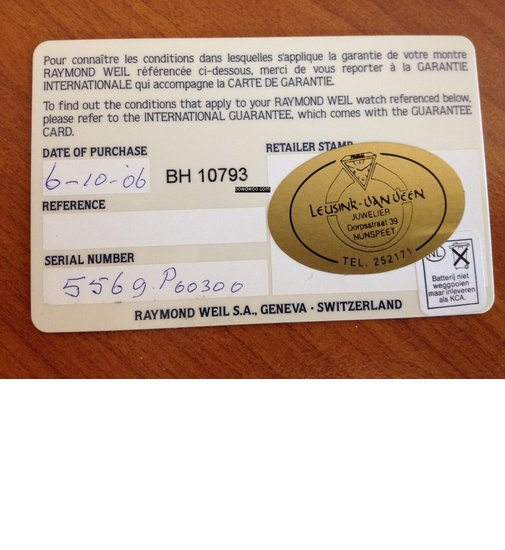 Pour connaître les conditions dans lesquelles s'applique la garantie de votre montre
RAYMOND WEIL référencée ci-dessous, merci de vous reporter à la GARANTIE
INTERNATIONALE qui accompagne la CARTE DE GARANTIE.
To find out the conditions that apply to your RAYMOND WEIL watch referenced below,
please refer to the INTERNATIONAL GUARANTEE, which comes with the GUARANTEE
CARD.
DATE OF PURCHASE
6-10-'06
BH 10793
REFERENCE
SERIAL NUMBER
5569 P60300
RETAILER STAMP
LEUSINK-VAN VEEN
JUWELIER
Dorpsstraat 39
NUNSPEET
TEL. 252171
NL
Batterij niet
weggooien
maar inleveren
als KCA.
RAYMOND WEIL S.A., GENEVA · SWITZERLAND